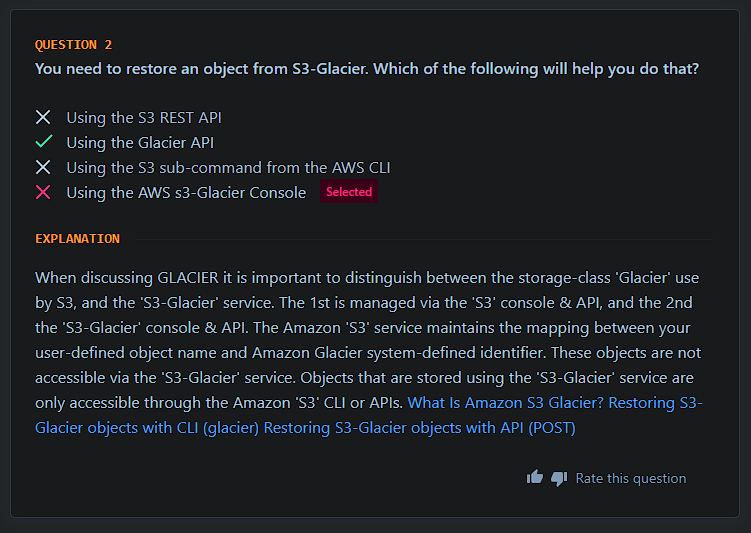 QUESTION 2
You need to restore an object from S3-Glacier. Which of the following will help you do that?
Using the S3 REST API
Using the Glacier API
Using the S3 sub-command from the AWS CLI
Using the AWS s3-Glacier Console Selected
EXPLANATION
When discussing GLACIER it is important to distinguish between the storage-class 'Glacier' use
by S3, and the 'S3-Glacier' service. The 1st is managed via the 'S3' console & API, and the 2nd
the 'S3-Glacier' console & API. The Amazon 'S3' service maintains the mapping between your
user-defined object name and Amazon Glacier system-defined identifier. These objects are not
accessible via the 'S3-Glacier' service. Objects that are stored using the 'S3-Glacier' service are
only accessible through the Amazon 'S3' CLI or APIs. What Is Amazon S3 Glacier? Restoring S3-
Glacier objects with CLI (glacier) Restoring S3-Glacier objects with API (POST)
Rate this question